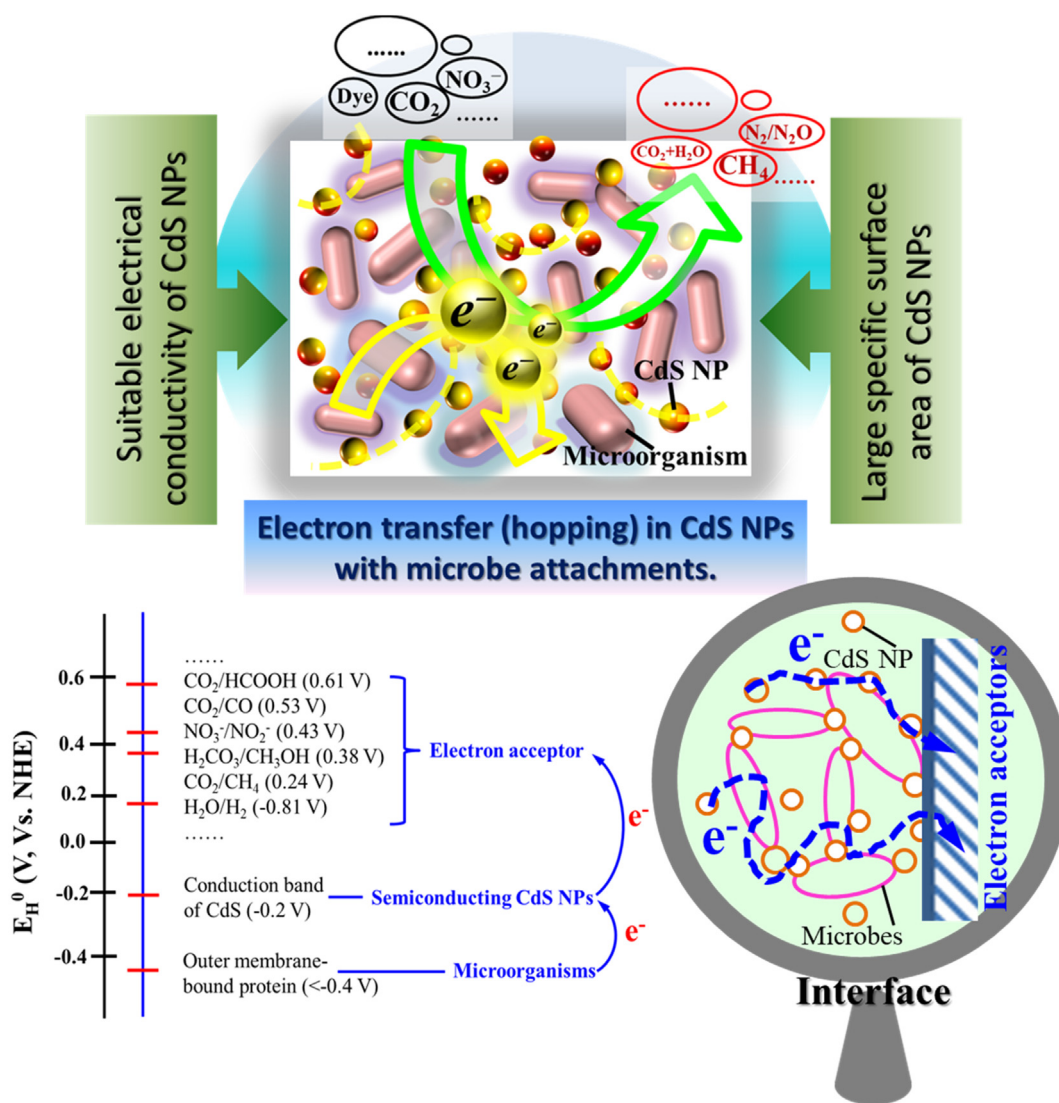 ......
NO₃⁻
Dye
CO₂
......
......
N₂/N₂O
CO₂+H₂O
CH₄
......
Suitable electrical
conductivity of CdS NPs
Large specific surface
area of CdS NPs
e⁻
e⁻
e⁻
CdS NP
Microorganism
Electron transfer (hopping) in CdS NPs
with microbe attachments.
E_H⁰ (V, Vs. NHE)
0.6
0.4
0.2
0.0
-0.2
-0.4
......
CO₂/HCOOH (0.61 V)
CO₂/CO (0.53 V)
NO₃⁻/NO₂⁻ (0.43 V)
H₂CO₃/CH₃OH (0.38 V)
CO₂/CH₄ (0.24 V)
H₂O/H₂ (-0.81 V)
......
Electron acceptor
e⁻
Conduction band
of CdS (-0.2 V)
Semiconducting CdS NPs
e⁻
Outer membrane-
bound protein (<-0.4 V)
Microorganisms
e⁻
CdS NP
e⁻
Microbes
Electron acceptors
Interface